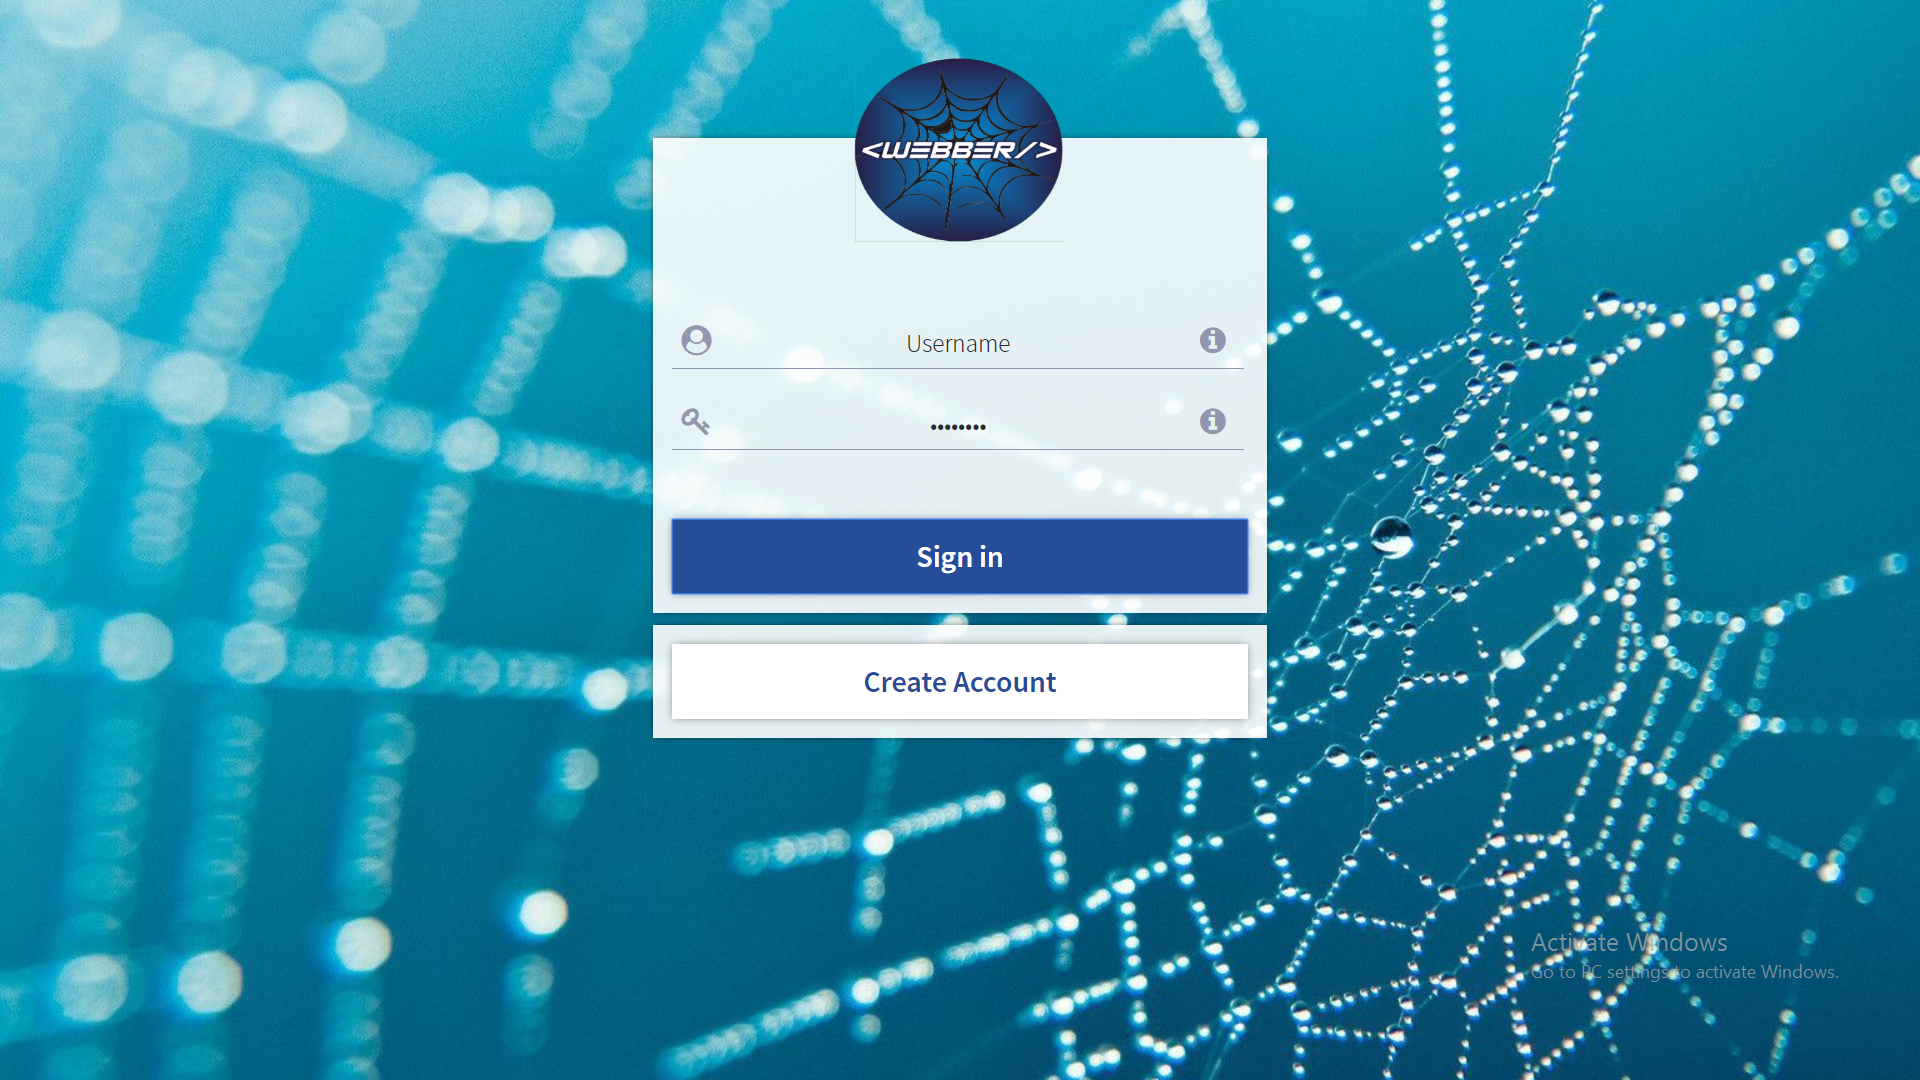 <WEBBER/>
Username
••••••••
Sign in
Create Account
Activate Windows
Go to PC settings to activate Windows.